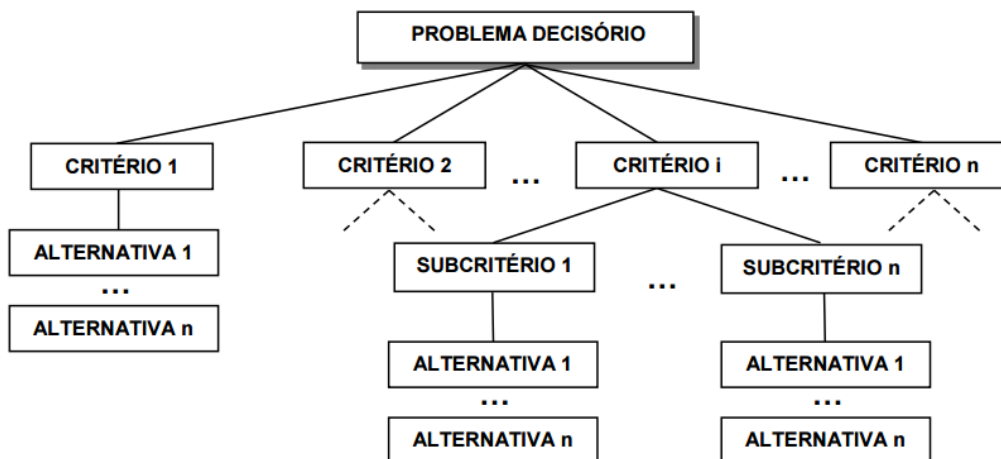 PROBLEMA DECISÓRIO
CRITÉRIO 1
CRITÉRIO 2
...
CRITÉRIO i
...
CRITÉRIO n
ALTERNATIVA 1
...
ALTERNATIVA n
SUBCRITÉRIO 1
...
SUBCRITÉRIO n
ALTERNATIVA 1
...
ALTERNATIVA n
ALTERNATIVA 1
...
ALTERNATIVA n